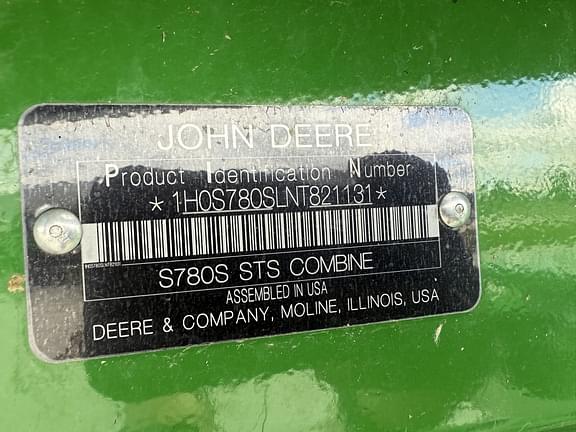 JOHN DEERE
Product Identification Number
*1H0S780SLNT821131*
S780S STS COMBINE
ASSEMBLED IN USA
DEERE & COMPANY, MOLINE, ILLINOIS, USA